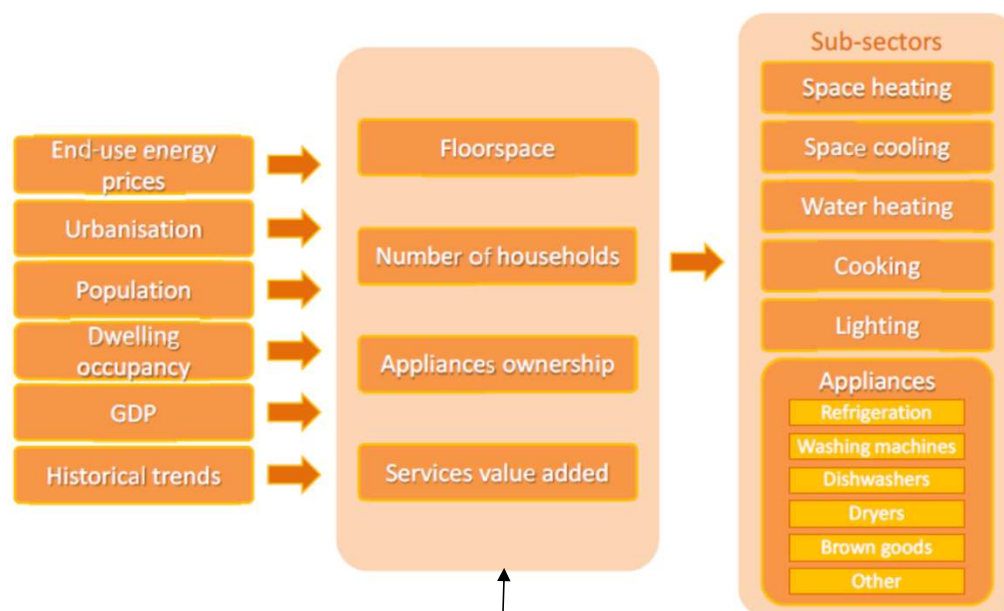 End-use energy
prices
Urbanisation
Population
Dwelling
occupancy
GDP
Historical trends
Floorspace
Number of households
Appliances ownership
Services value added
Sub-sectors
Space heating
Space cooling
Water heating
Cooking
Lighting
Appliances
Refrigeration
Washing machines
Dishwashers
Dryers
Brown goods
Other